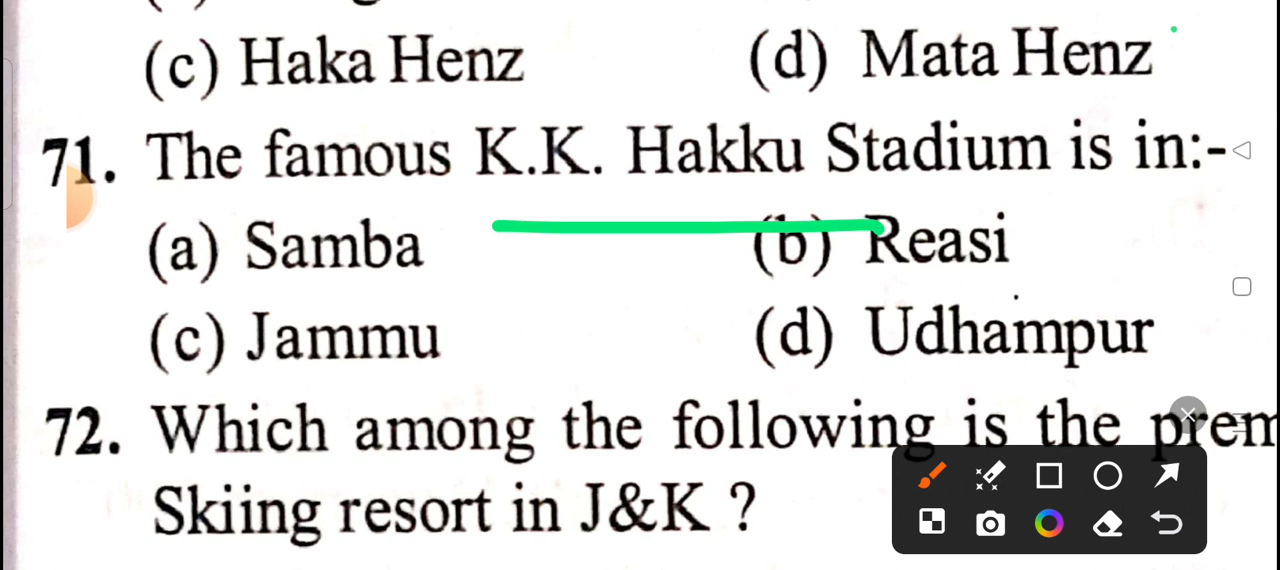 (c) Haka Henz (d) Mata Henz
71. The famous K.K. Hakku Stadium is in:-
(a) Samba (b) Reasi
(c) Jammu (d) Udhampur
72. Which among the following is the prem
Skiing resort in J&K ?